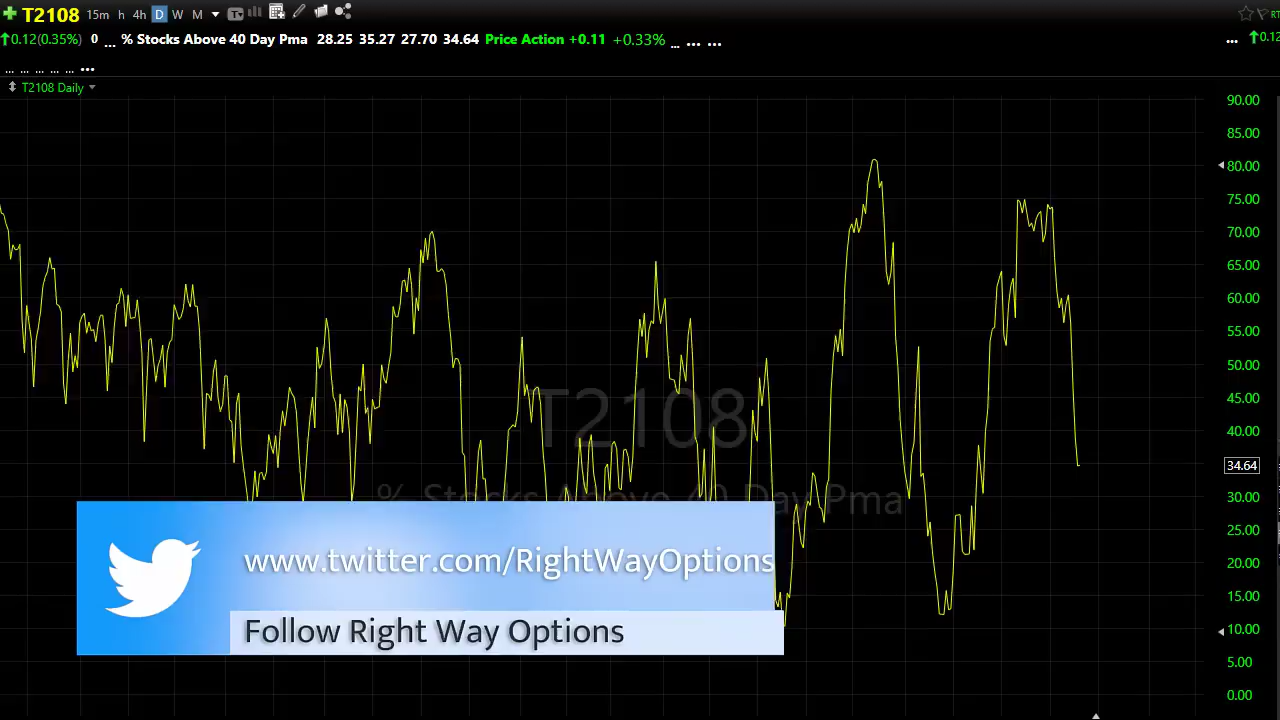 T2108 15m h 4h D W M T RT
0.12(0.35%) 0 ... % Stocks Above 40 Day Pma 28.25 35.27 27.70 34.64 Price Action +0.11 +0.33% ... ... ... ... 0.12
... ... ... ... ... ...
T2108 Daily
90.00
85.00
80.00
75.00
70.00
65.00
60.00
55.00
50.00
45.00
40.00
34.64
30.00
25.00
20.00
15.00
10.00
5.00
0.00
T2108
% Stocks Above 40 Day Pma
www.twitter.com/RightWayOptions
Follow Right Way Options